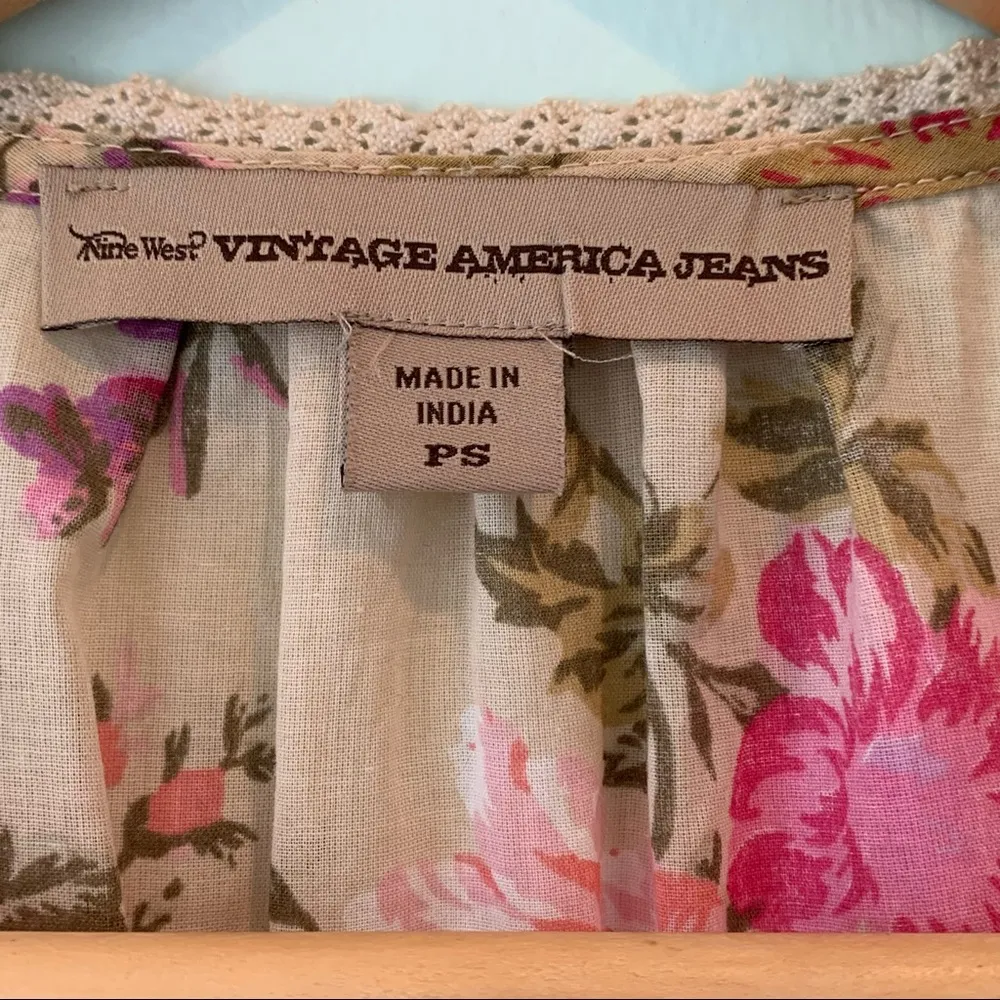 Nine West VINTAGE AMERICA JEANS
MADE IN
INDIA
PS